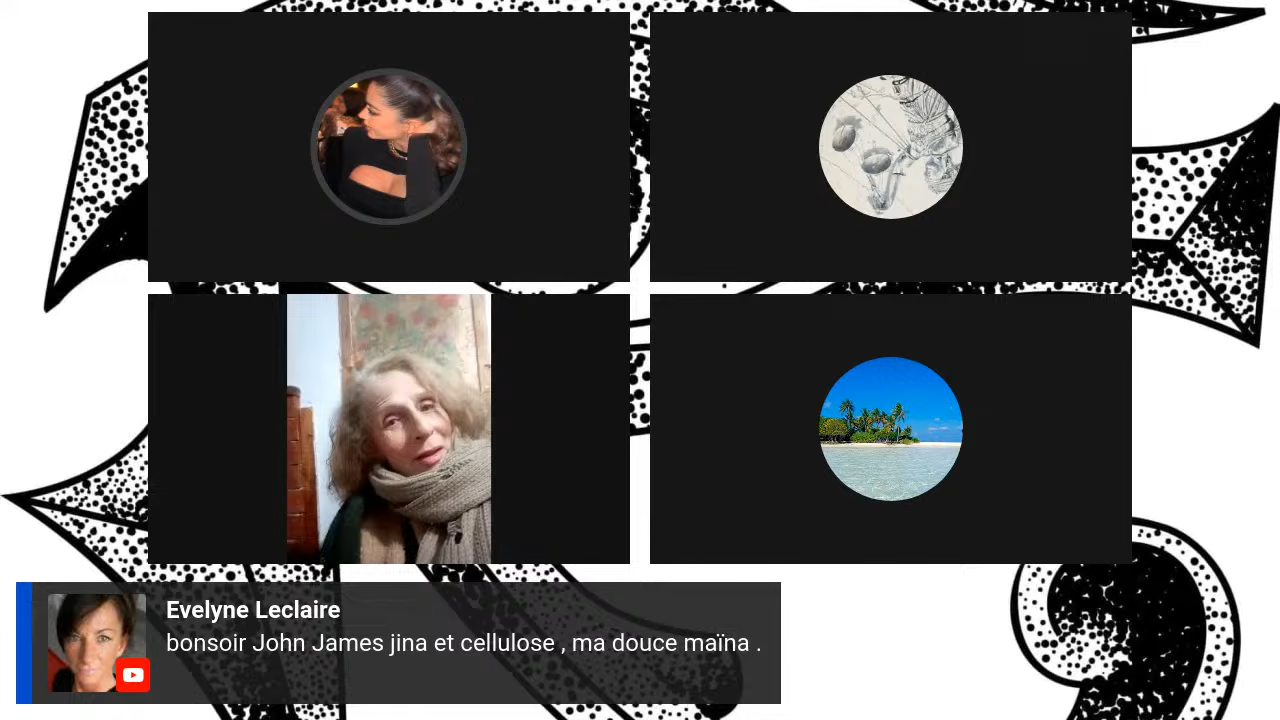 Evelyne Leclaire
bonsoir John James jina et cellulose , ma douce maïna .